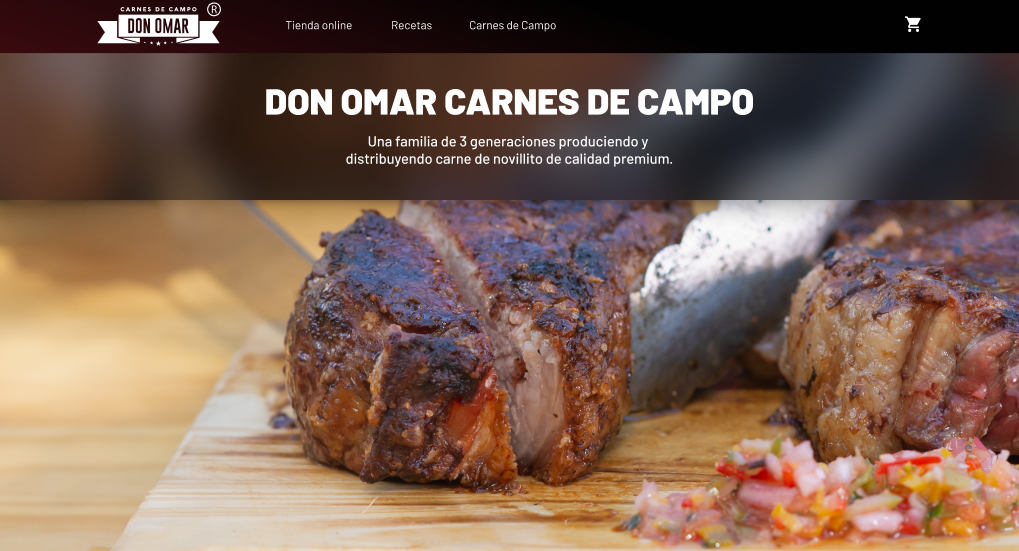 CARNES DE CAMPO ®
DON OMAR
Tienda online
Recetas
Carnes de Campo
DON OMAR CARNES DE CAMPO
Una familia de 3 generaciones produciendo y
distribuyendo carne de novillito de calidad premium.